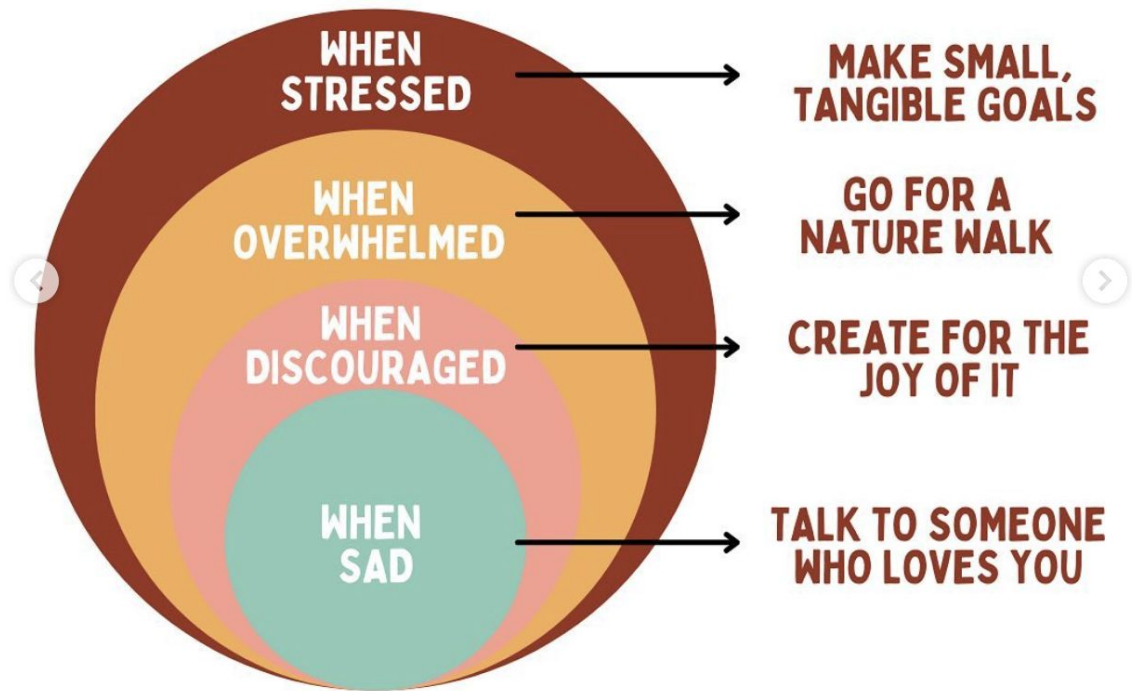 WHEN
STRESSED
MAKE SMALL,
TANGIBLE GOALS
WHEN
OVERWHELMED
GO FOR A
NATURE WALK
WHEN
DISCOURAGED
CREATE FOR THE
JOY OF IT
WHEN
SAD
TALK TO SOMEONE
WHO LOVES YOU